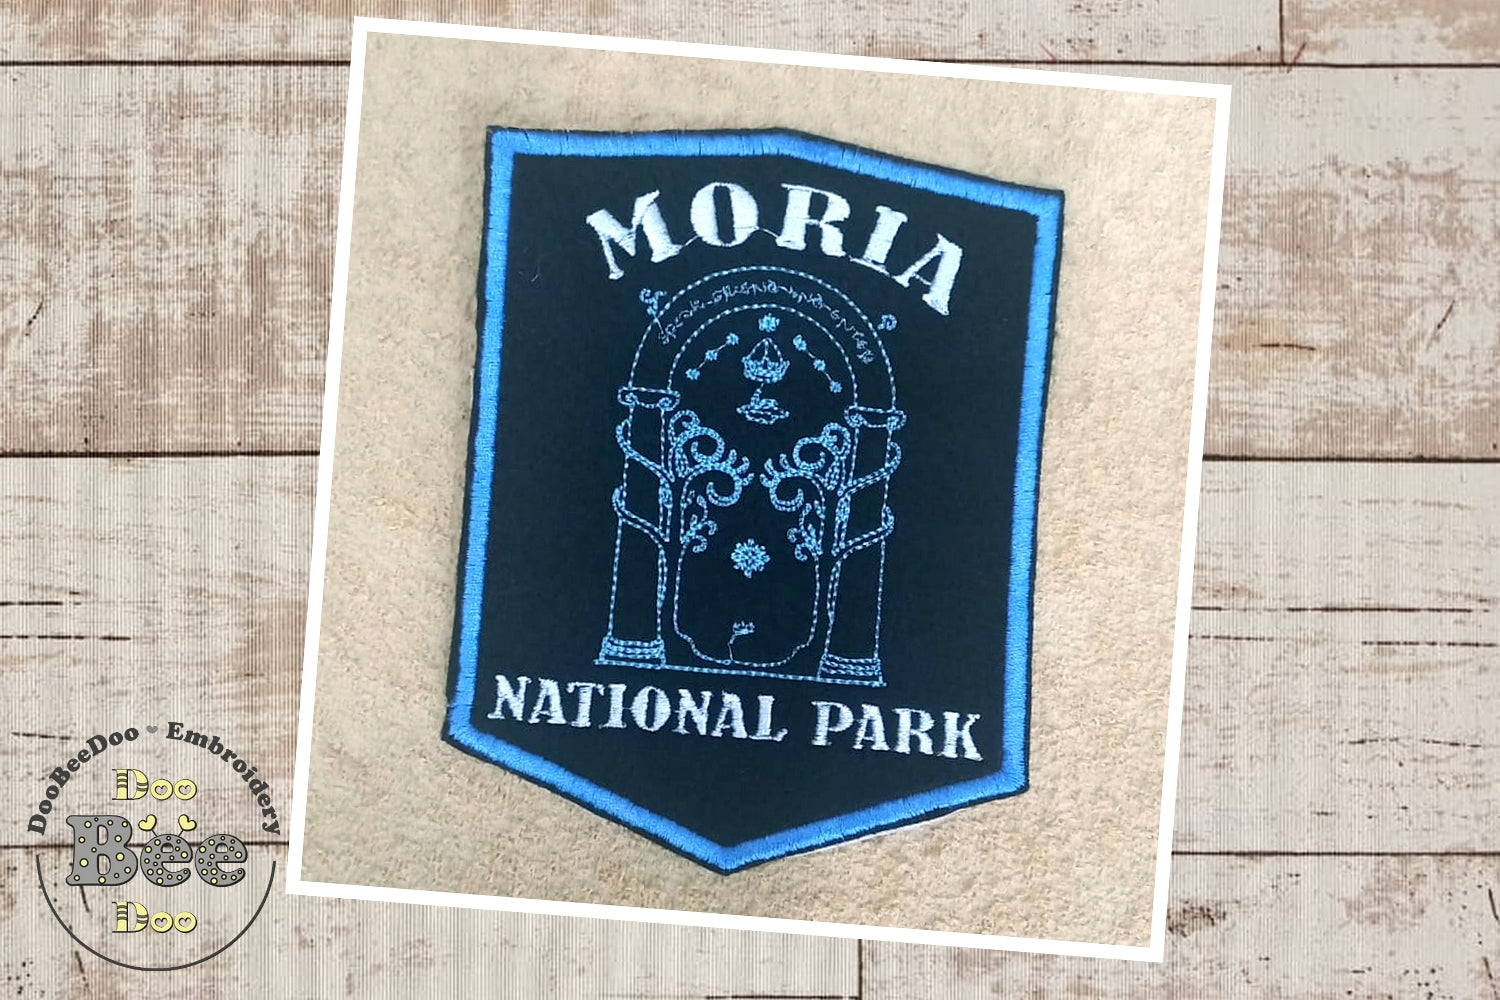 MORIA
NATIONAL PARK
DooBeeDoo Embroidery
Doo
Bee
Doo